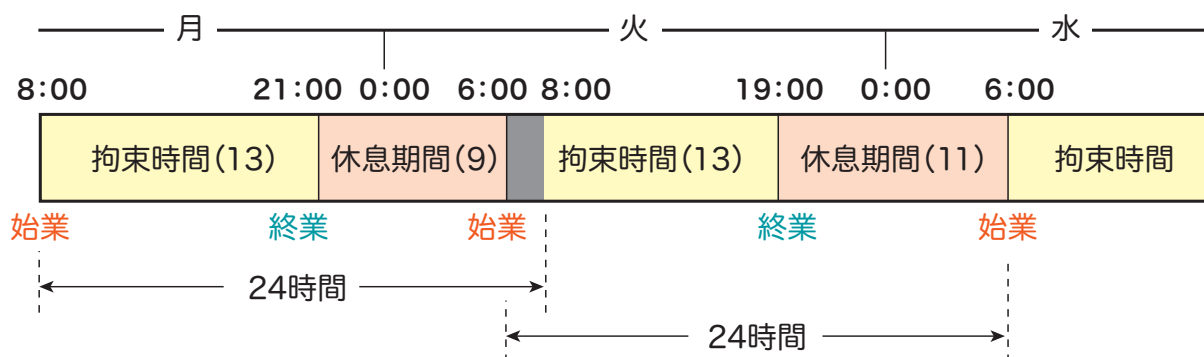 月 火 水
8:00 21:00 0:00 6:00 8:00 19:00 0:00 6:00
拘束時間(13) 休息期間(9) 拘束時間(13) 休息期間(11) 拘束時間
始業 終業 始業 終業 始業
24時間
24時間